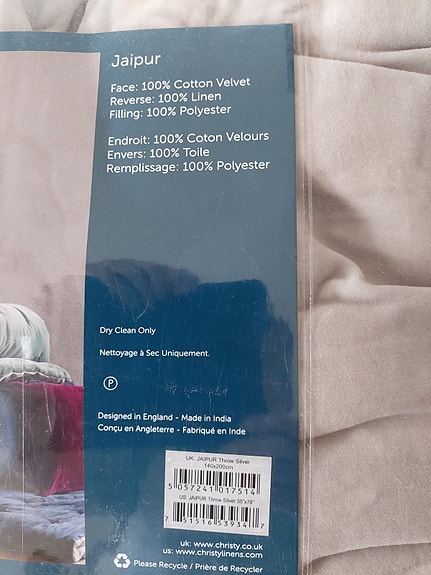 Jaipur
Face: 100% Cotton Velvet
Reverse: 100% Linen
Filling: 100% Polyester
Endroit: 100% Coton Velours
Envers: 100% Toile
Remplissage: 100% Polyester
Dry Clean Only
Nettoyage à Sec Uniquement.
P
Designed in England - Made in India
Conçu en Angleterre - Fabriqué en Inde
UK: JAIPUR Throw Silver
140x200cm
5 057241 017514
US: JAIPUR Throw Silver 55"x79"
7 51516 53934 7
uk: www.christy.co.uk
us: www.christylinens.com
Please Recycle / Prière de Recycler